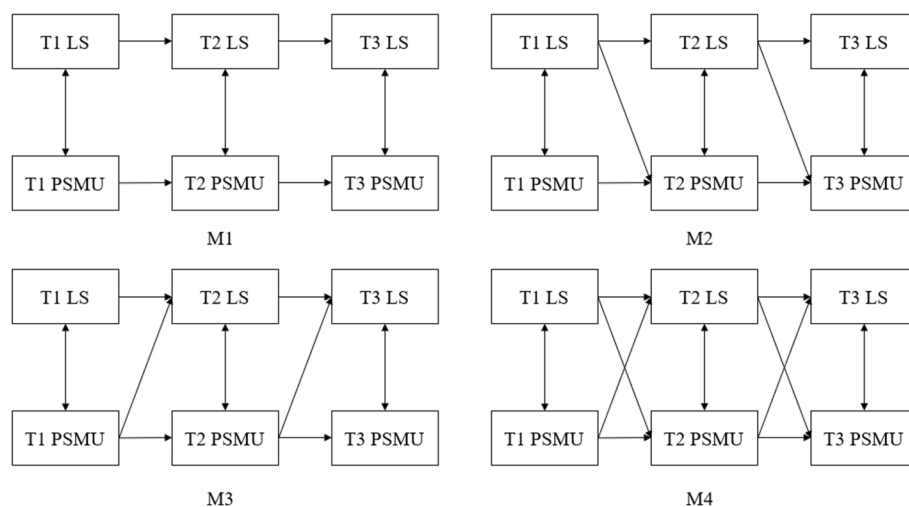 T1 LS T2 LS T3 LS T1 LS T2 LS T3 LS
T1 PSMU T2 PSMU T3 PSMU T1 PSMU T2 PSMU T3 PSMU
M1 M2
T1 LS T2 LS T3 LS T1 LS T2 LS T3 LS
T1 PSMU T2 PSMU T3 PSMU T1 PSMU T2 PSMU T3 PSMU
M3 M4